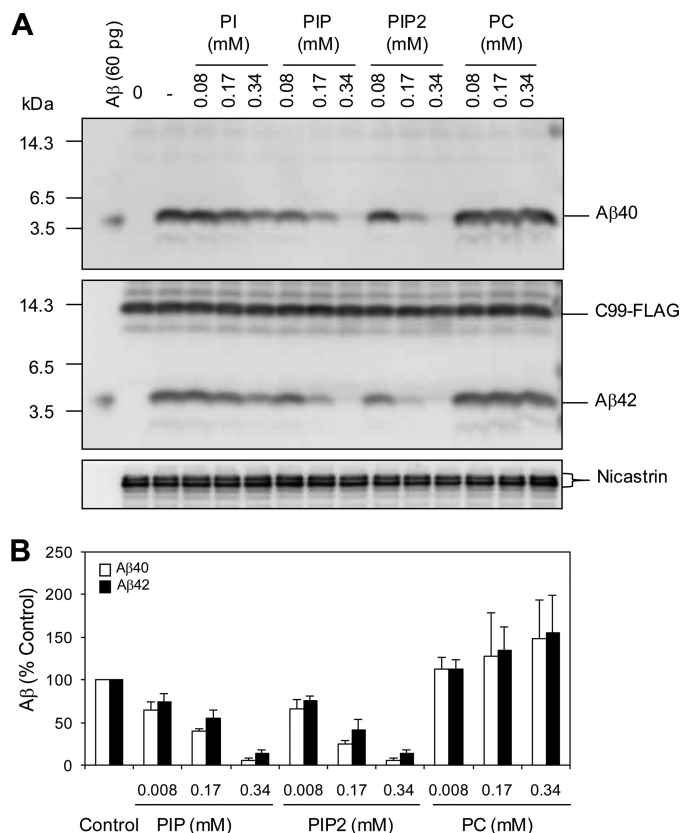 A
Aβ (60 pg)
0
-
PI
(mM)
PIP
(mM)
PIP2
(mM)
PC
(mM)
0.08 0.17 0.34 0.08 0.17 0.34 0.08 0.17 0.34 0.08 0.17 0.34
kDa
14.3
6.5
3.5
Aβ40
14.3
6.5
3.5
C99-FLAG
Aβ42
Nicastrin
B
250
200
150
100
50
0
Aβ (% Control)
Aβ40
Aβ42
0.008 0.17 0.34 0.008 0.17 0.34 0.008 0.17 0.34
Control PIP (mM) PIP2 (mM) PC (mM)